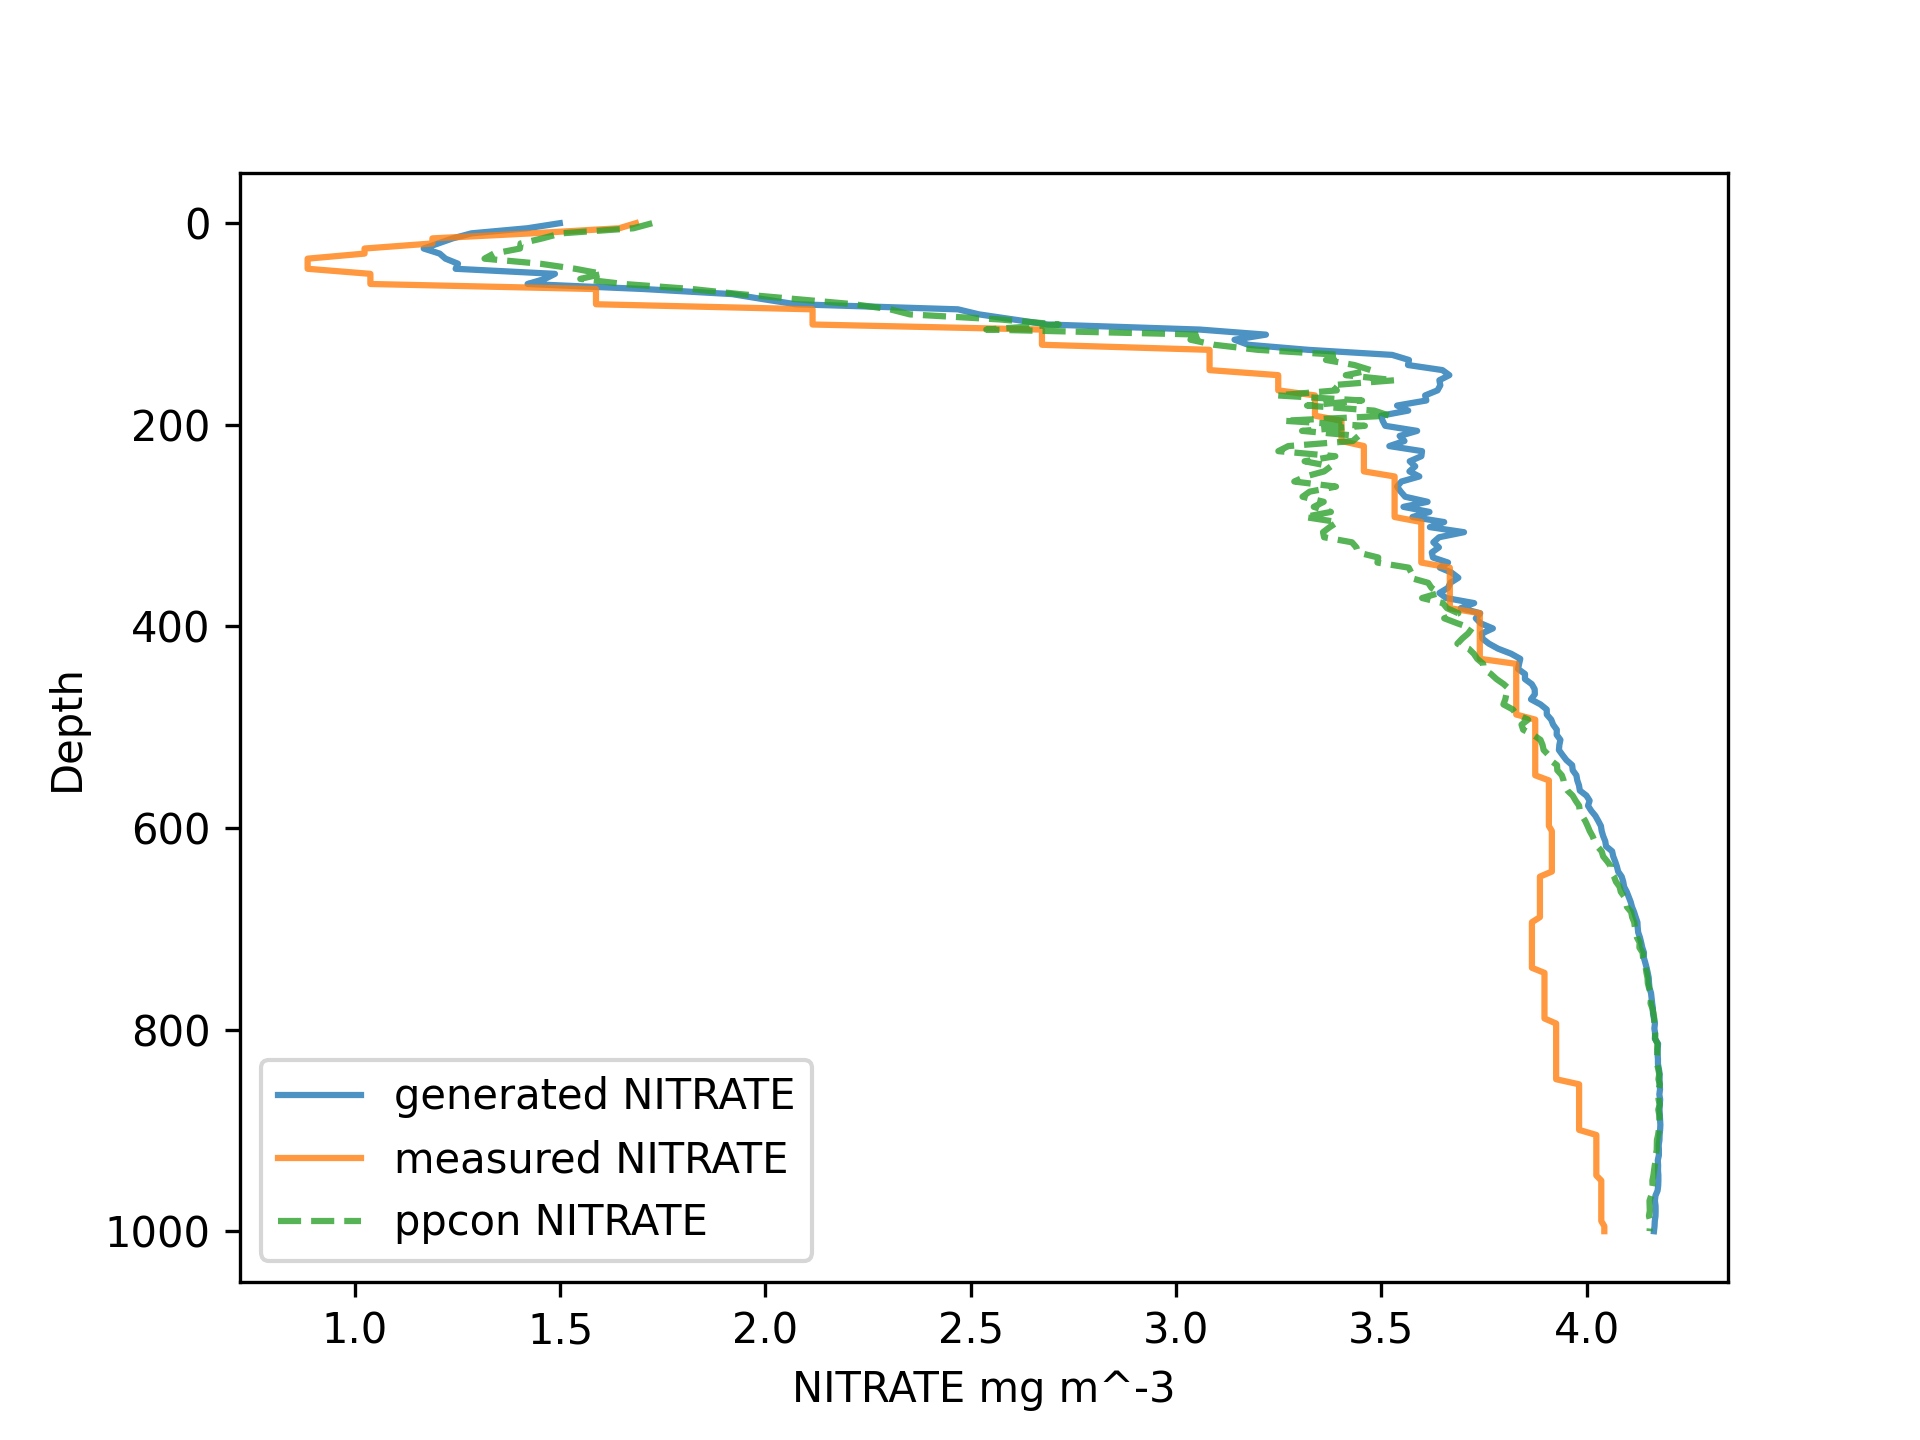 0
200
400
600
800
1000
Depth
generated NITRATE
measured NITRATE
ppcon NITRATE
1.0 1.5 2.0 2.5 3.0 3.5 4.0
NITRATE mg m^-3